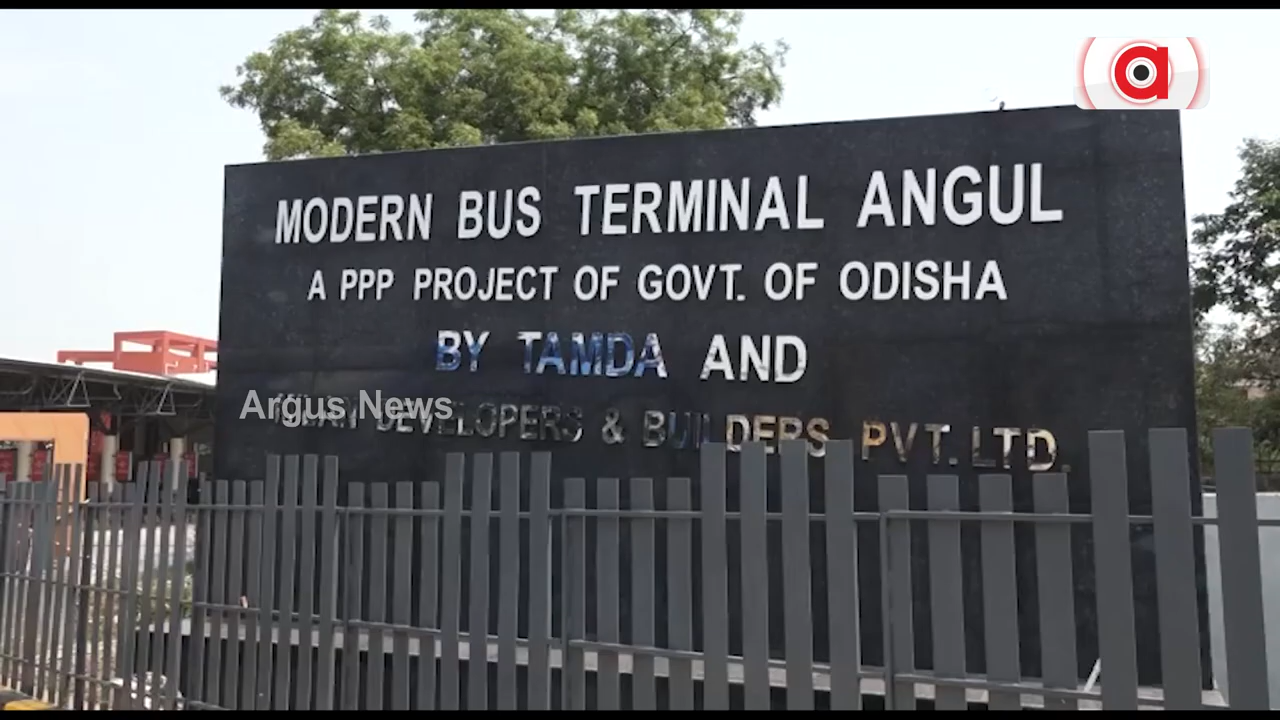 MODERN BUS TERMINAL ANGUL
A PPP PROJECT OF GOVT. OF ODISHA
BY TAMDA AND
Argus News
DEVELOPERS & BUILDERS PVT.LTD.
a